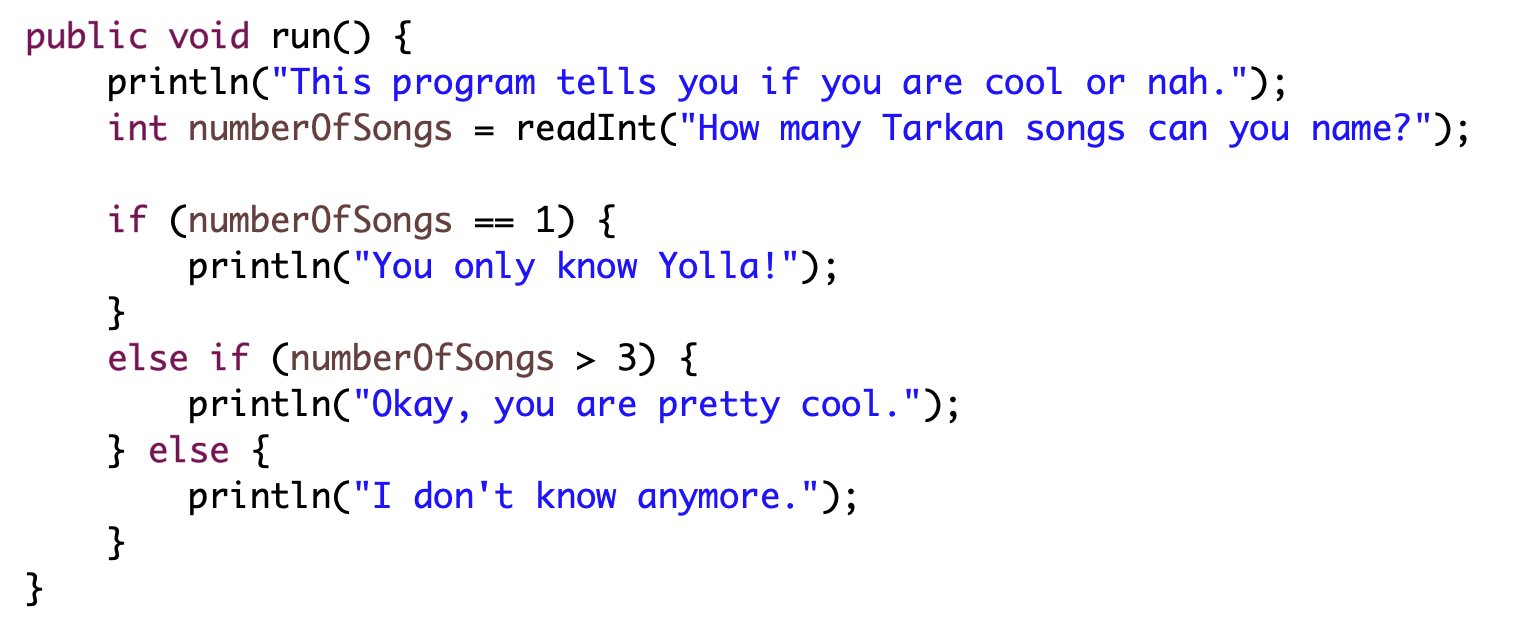 public void run() {
    println("This program tells you if you are cool or nah.");
    int numberOfSongs = readInt("How many Tarkan songs can you name?");

    if (numberOfSongs == 1) {
        println("You only know Yolla!");
    }
    else if (numberOfSongs > 3) {
        println("Okay, you are pretty cool.");
    } else {
        println("I don't know anymore.");
    }
}